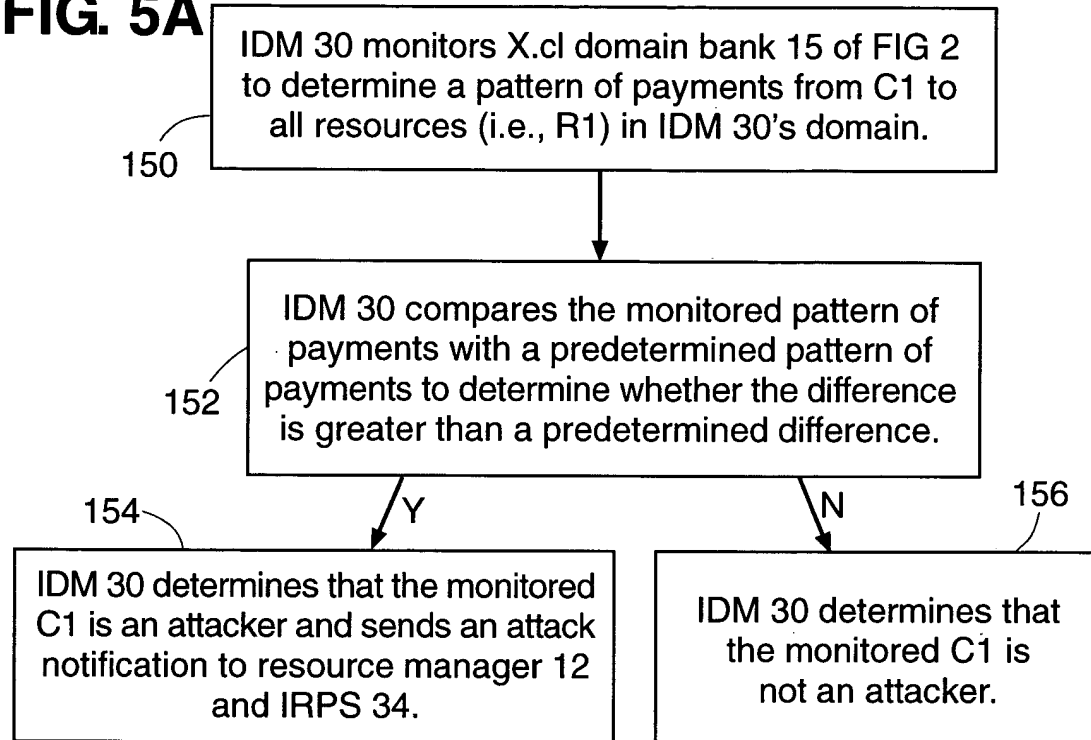 FIG. 5A
IDM 30 monitors X.cl domain bank 15 of FIG 2
to determine a pattern of payments from C1 to
all resources (i.e., R1) in IDM 30's domain.
150
IDM 30 compares the monitored pattern of
payments with a predetermined pattern of
payments to determine whether the difference
is greater than a predetermined difference.
152
Y
N
154
156
IDM 30 determines that the monitored
C1 is an attacker and sends an attack
notification to resource manager 12
and IRPS 34.
IDM 30 determines that
the monitored C1 is
not an attacker.